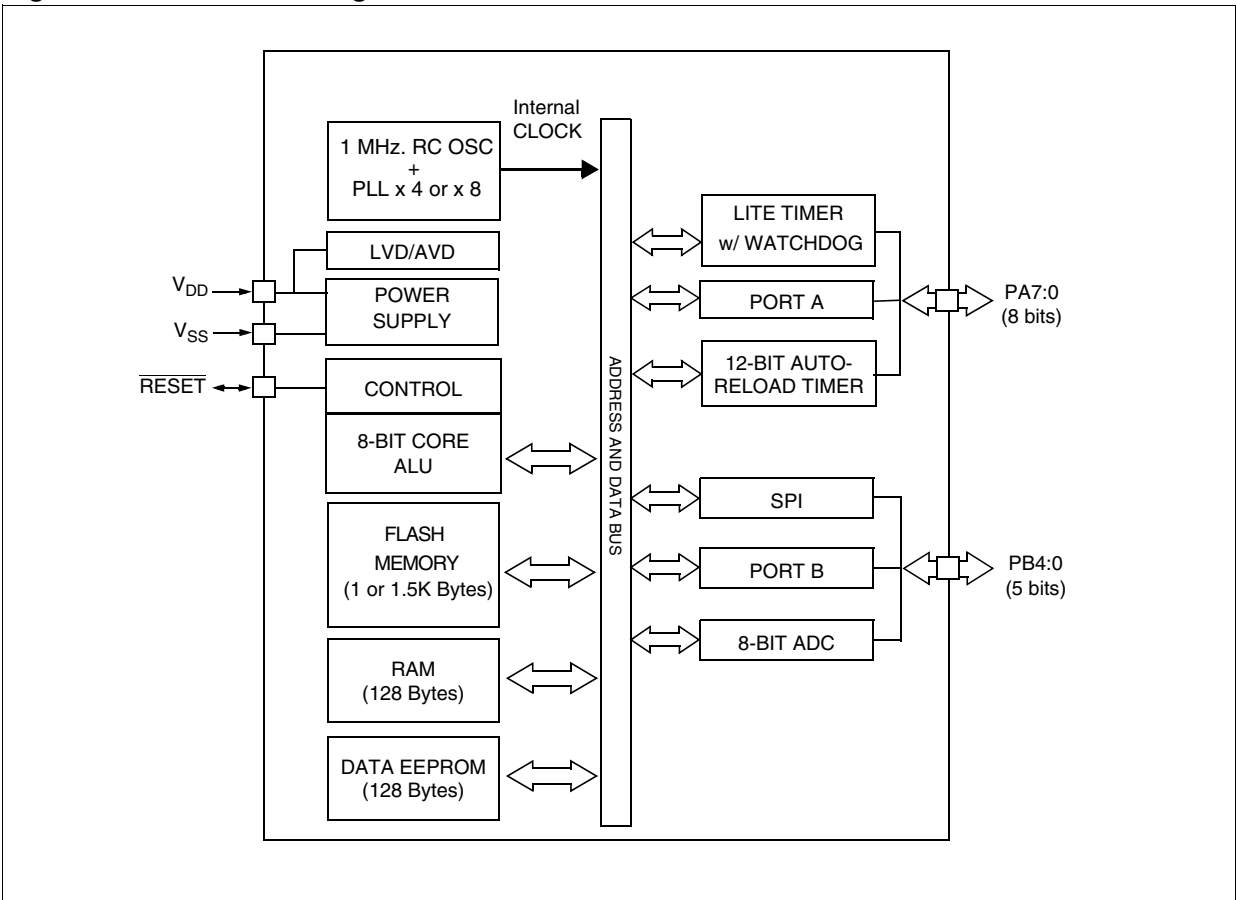 Internal
CLOCK
1 MHz. RC OSC
+
PLL x 4 or x 8
LVD/AVD
POWER
SUPPLY
VDD
VSS
RESET
CONTROL
8-BIT CORE
ALU
FLASH
MEMORY
(1 or 1.5K Bytes)
RAM
(128 Bytes)
DATA EEPROM
(128 Bytes)
ADDRESS AND DATA BUS
LITE TIMER
w/ WATCHDOG
PORT A
12-BIT AUTO-
RELOAD TIMER
PA7:0
(8 bits)
SPI
PORT B
8-BIT ADC
PB4:0
(5 bits)